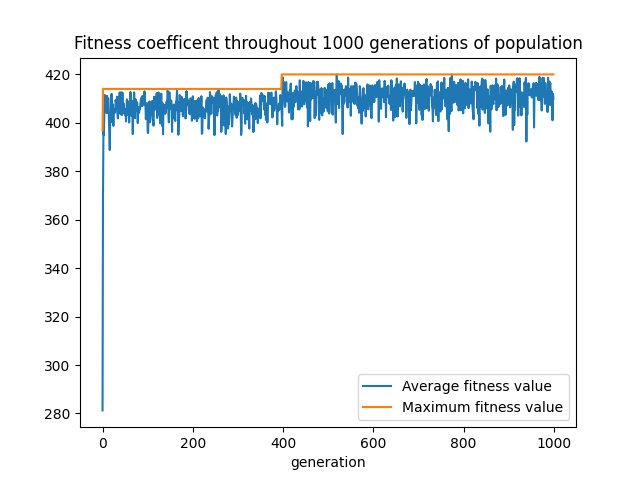 Fitness coefficent throughout 1000 generations of population
420
400
380
360
340
320
300
280
0 200 400 600 800 1000
generation
Average fitness value
Maximum fitness value